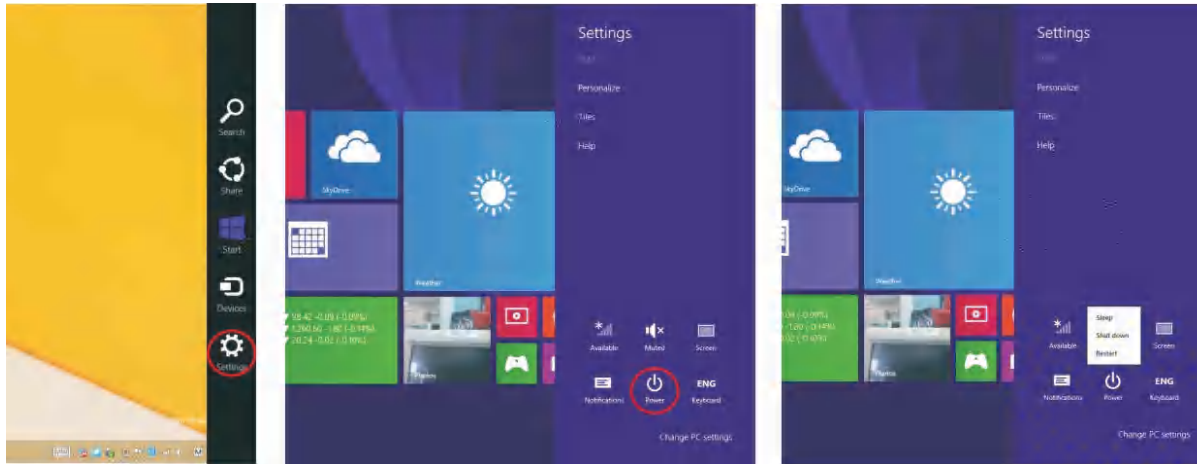 Search
Share
Start
Devices
Settings
Settings
Personalize
Tiles
Help
SkyDrive
Weather
Photos
Available
Muted
Screen
Notifications
Power
ENG
Keyboard
Change PC settings
Settings
Personalize
Tiles
Help
SkyDrive
Weather
Photos
Sleep
Shut down
Restart
Available
Screen
Notifications
Power
ENG
Keyboard
Change PC settings